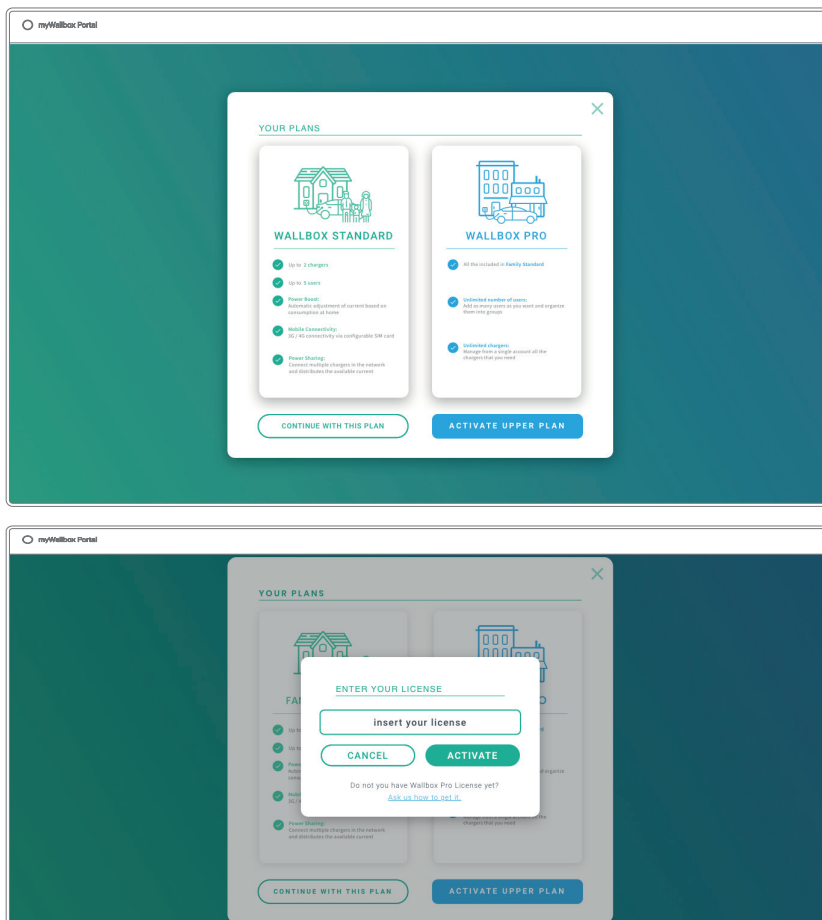 myWallbox Portal
YOUR PLANS
WALLBOX STANDARD
Up to 2 chargers
Up to 5 users
Power Boost:
Automatic adjustment of current based on
consumption at home
Mobile Connectivity:
3G / 4G connectivity via configurable SIM card
Power Sharing:
Connect multiple chargers in the network
and distributes the available current
WALLBOX PRO
All the included in Family Standard
Unlimited number of users:
Add as many users as you want and organize
them into groups
Unlimited chargers:
Manage from a single account all the
chargers that you need
CONTINUE WITH THIS PLAN
ACTIVATE UPPER PLAN
myWallbox Portal
YOUR PLANS
FA
O
ENTER YOUR LICENSE
insert your license
CANCEL
ACTIVATE
Do not you have Wallbox Pro License yet?
Ask us how to get it.
Power Sharing:
Connect multiple chargers in the network
and distributes the available current
chargers that you need
CONTINUE WITH THIS PLAN
ACTIVATE UPPER PLAN